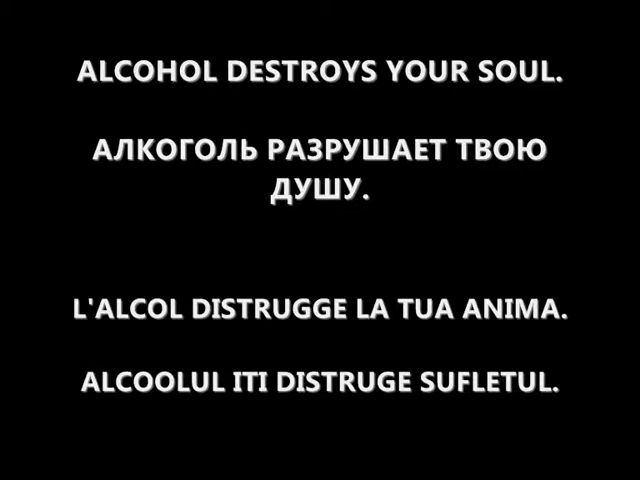 ALCOHOL DESTROYS YOUR SOUL.
АЛКОГОЛЬ РАЗРУШАЕТ ТВОЮ
ДУШУ.
L'ALCOL DISTRUGGE LA TUA ANIMA.
ALCOOLUL ITI DISTRUGE SUFLETUL.